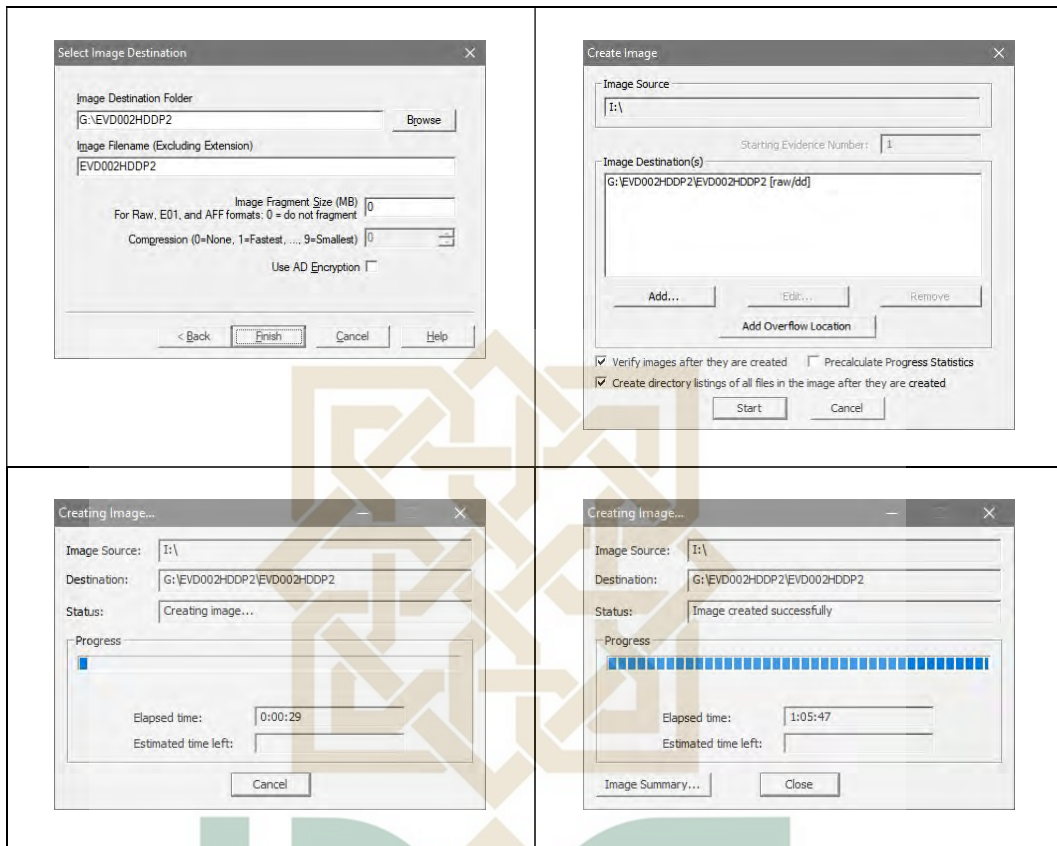 Select Image Destination
Image Destination Folder
G:\EVD002HDDP2
Browse
Image Filename (Excluding Extension)
EVD002HDDP2
Image Fragment Size (MB)
For Raw, E01, and AFF formats: 0 = do not fragment
0
Compression (0=None, 1=Fastest, ..., 9=Smallest)
0
Use AD Encryption
< Back
Finish
Cancel
Help
Create Image
Image Source
I:\
Starting Evidence Number:
1
Image Destination(s)
G:\EVD002HDDP2\EVD002HDDP2 [raw/dd]
Add...
Edit...
Remove
Add Overflow Location
Verify images after they are created
Precalculate Progress Statistics
Create directory listings of all files in the image after they are created
Start
Cancel
Creating Image...
Image Source:
I:\
Destination:
G:\EVD002HDDP2\EVD002HDDP2
Status:
Creating image...
Progress
Elapsed time:
0:00:29
Estimated time left:
Cancel
Creating Image...
Image Source:
I:\
Destination:
G:\EVD002HDDP2\EVD002HDDP2
Status:
Image created successfully
Progress
Elapsed time:
1:05:47
Estimated time left:
Image Summary...
Close